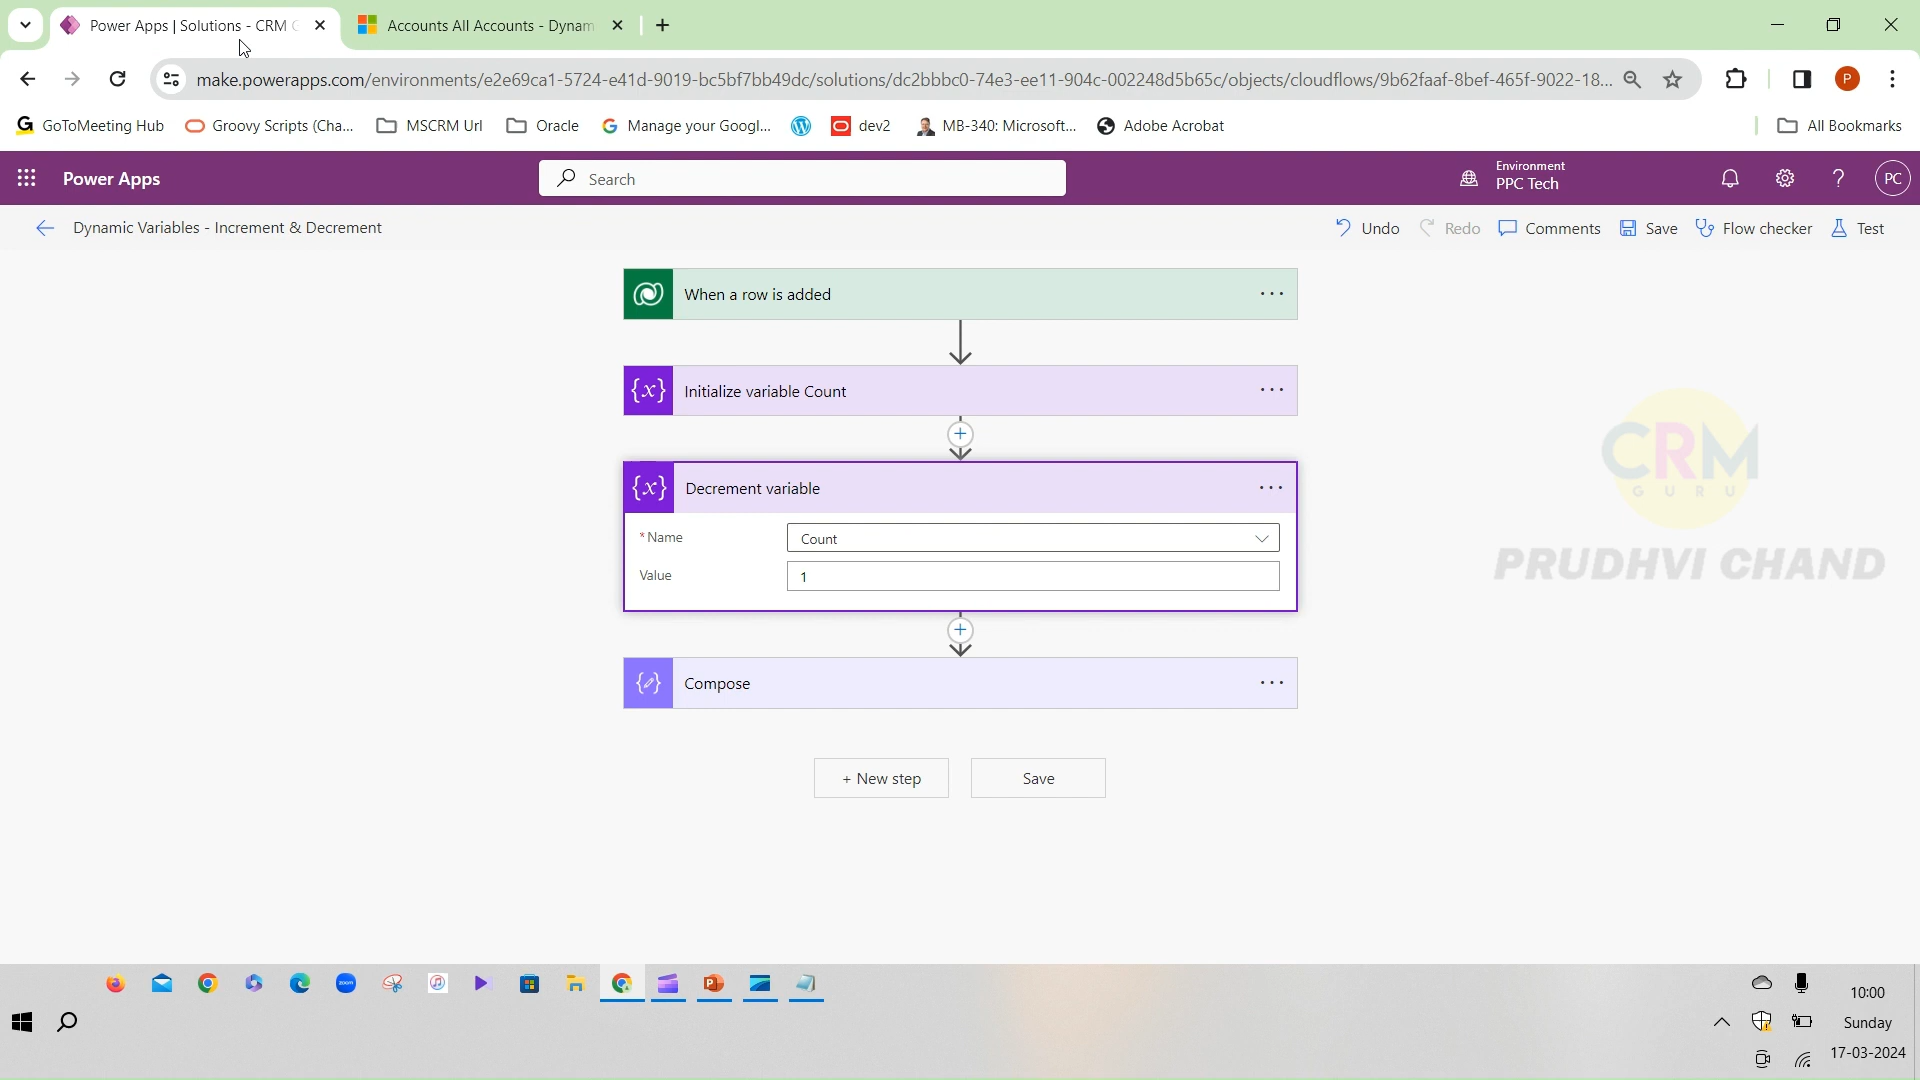 Power Apps | Solutions - CRM G
Accounts All Accounts - Dynam
make.powerapps.com/environments/e2e69ca1-5724-e41d-9019-bc5bf7bb49dc/solutions/dc2bbbc0-74e3-ee11-904c-002248d5b65c/objects/cloudflows/9b62faaf-8bef-465f-9022-18...
P
GoToMeeting Hub
Groovy Scripts (Cha...
MSCRM Url
Oracle
Manage your Googl...
dev2
MB-340: Microsoft...
Adobe Acrobat
All Bookmarks
Power Apps
Search
Environment
PPC Tech
PC
Dynamic Variables - Increment & Decrement
Undo
Redo
Comments
Save
Flow checker
Test
When a row is added
Initialize variable Count
Decrement variable
* Name
Count
Value
1
Compose
+ New step
Save
CRM
GURU
PRUDHVI CHAND
zoom
10:00
Sunday
17-03-2024